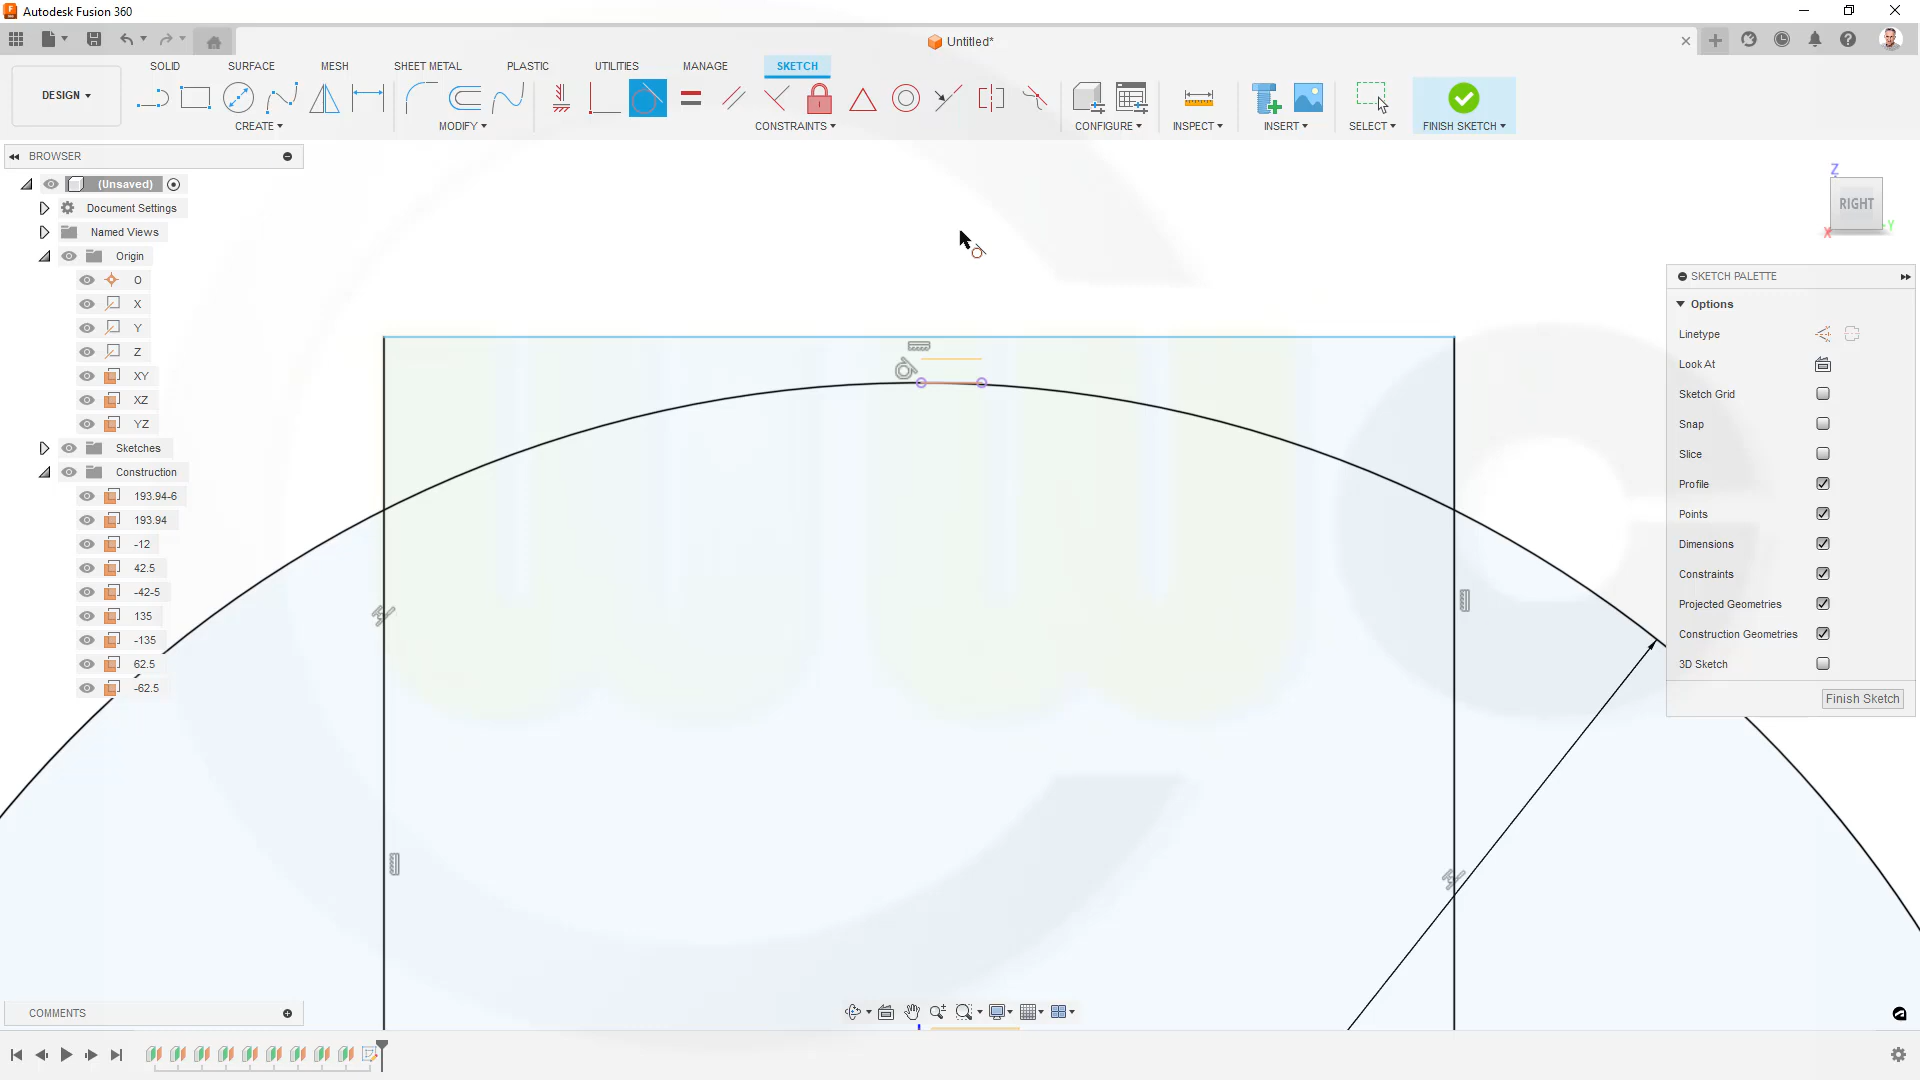 Autodesk Fusion 360
Untitled*
SOLID SURFACE MESH SHEET METAL PLASTIC UTILITIES MANAGE SKETCH
DESIGN
CREATE MODIFY CONSTRAINTS CONFIGURE INSPECT INSERT SELECT FINISH SKETCH
BROWSER
(Unsaved)
Document Settings
Named Views
Origin
O
X
Y
Z
XY
XZ
YZ
Sketches
Construction
193.94-6
193.94
-12
42.5
-42-5
135
-135
62.5
-62.5
Z
RIGHT
Y
X
SKETCH PALETTE
Options
Linetype
Look At
Sketch Grid
Snap
Slice
Profile
Points
Dimensions
Constraints
Projected Geometries
Construction Geometries
3D Sketch
Finish Sketch
COMMENTS